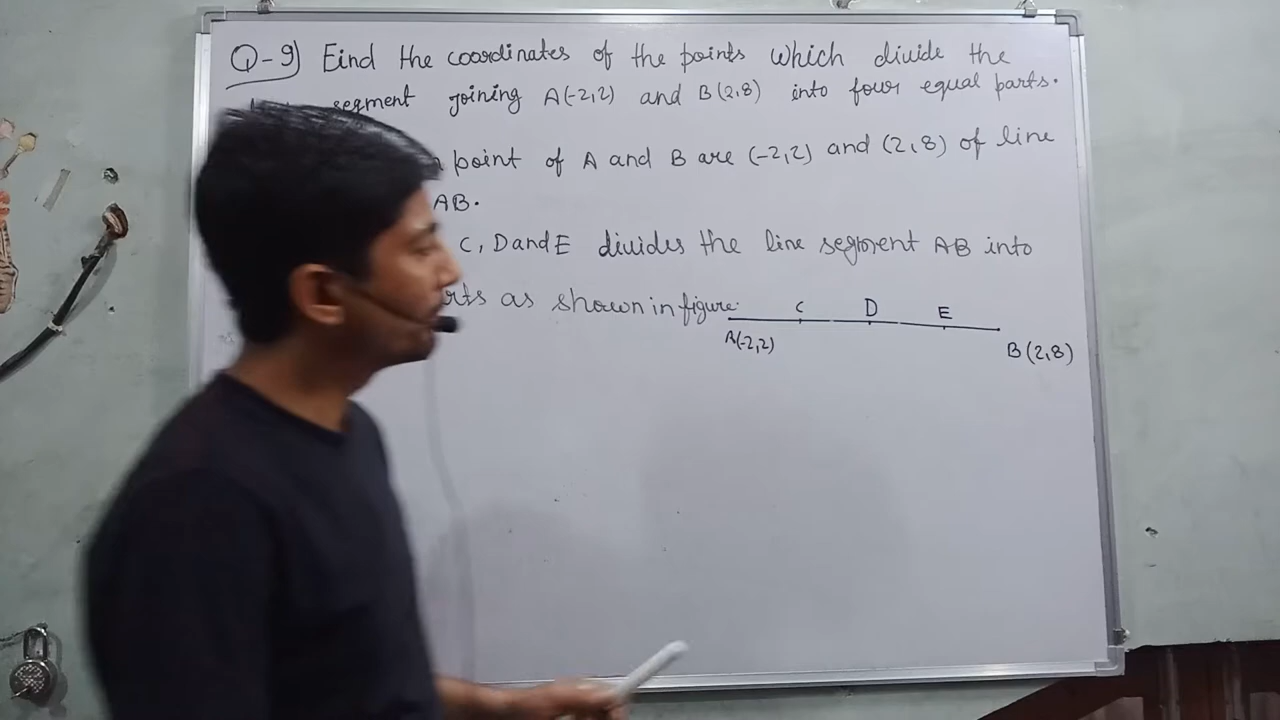 Q-9) Find the coordinates of the points which divide the
segment joining A(-2,2) and B(2,8) into four equal parts.
point of A and B are (-2,2) and (2,8) of line
AB.
C, D and E divides the line segment AB into
as shown in figure.
C D E
A(-2,2)
B(2,8)